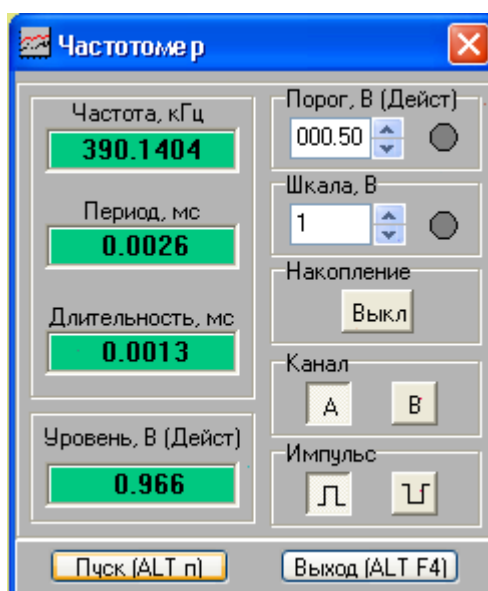 Частотомер
Частота, кГц
390.1404
Период, мс
0.0026
Длительность, мс
0.0013
Уровень, В (Дейст)
0.966
Порог, В (Дейст)
000.50
Шкала, В
1
Накопление
Выкл
Канал
А
В
Импульс
Пуск (ALT п)
Выход (ALT F4)